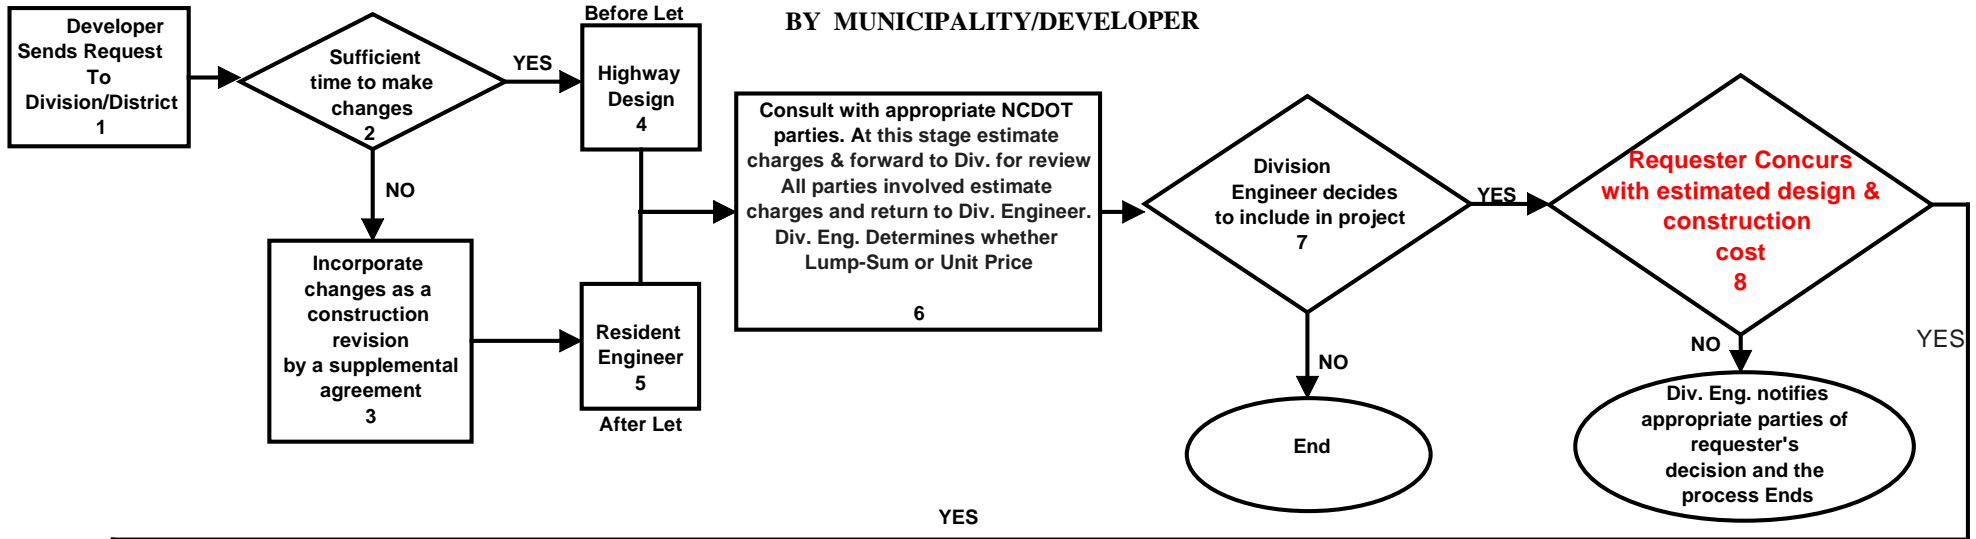 BY MUNICIPALITY/DEVELOPER
Developer
Sends Request
To
Division/District
1
Sufficient
time to make
changes
2
YES
NO
Before Let
Highway
Design
4
Incorporate
changes as a
construction
revision
by a supplemental
agreement
3
Resident
Engineer
5
After Let
Consult with appropriate NCDOT
parties. At this stage estimate
charges & forward to Div. for review
All parties involved estimate
charges and return to Div. Engineer.
Div. Eng. Determines whether
Lump-Sum or Unit Price
6
Division
Engineer decides
to include in project
7
YES
NO
End
Requester Concurs
with estimated design &
construction
cost
8
NO
YES
Div. Eng. notifies
appropriate parties of
requester's
decision and the
process Ends
YES